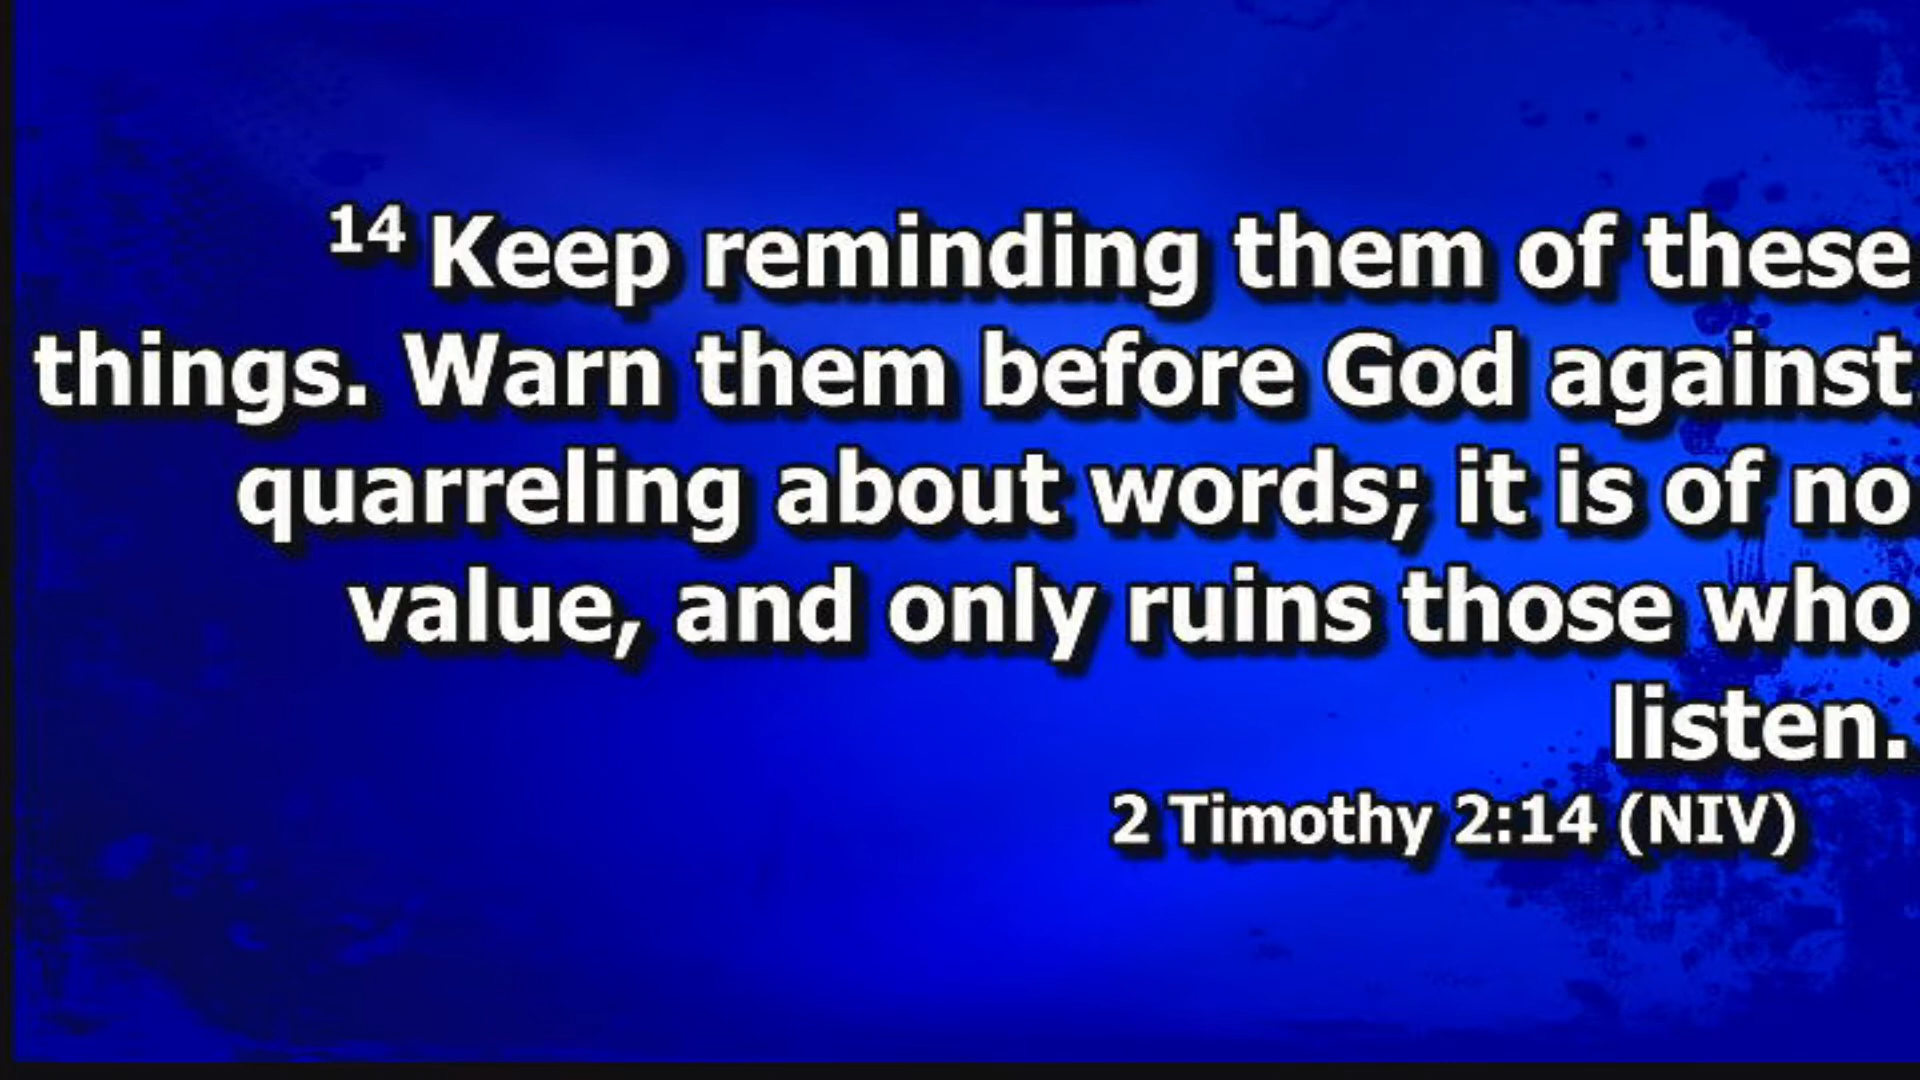 14 Keep reminding them of these
things. Warn them before God against
quarreling about words; it is of no
value, and only ruins those who
listen.
2 Timothy 2:14 (NIV)